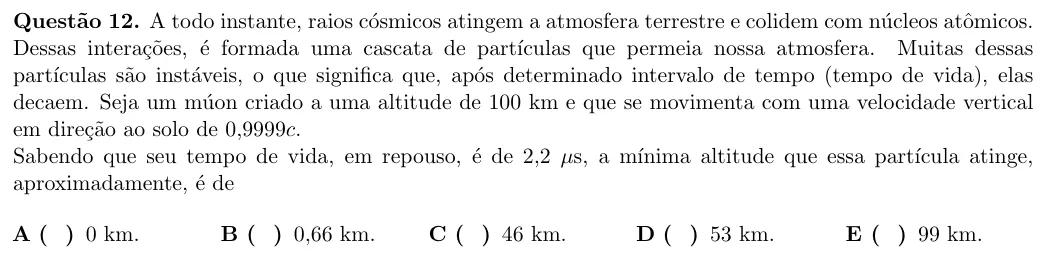 Questão 12. A todo instante, raios cósmicos atingem a atmosfera terrestre e colidem com núcleos atômicos.
Dessas interações, é formada uma cascata de partículas que permeia nossa atmosfera. Muitas dessas
partículas são instáveis, o que significa que, após determinado intervalo de tempo (tempo de vida), elas
decaem. Seja um múon criado a uma altitude de 100 km e que se movimenta com uma velocidade vertical
em direção ao solo de 0,9999c.
Sabendo que seu tempo de vida, em repouso, é de 2,2 μs, a mínima altitude que essa partícula atinge,
aproximadamente, é de
A ( ) 0 km. B ( ) 0,66 km. C ( ) 46 km. D ( ) 53 km. E ( ) 99 km.